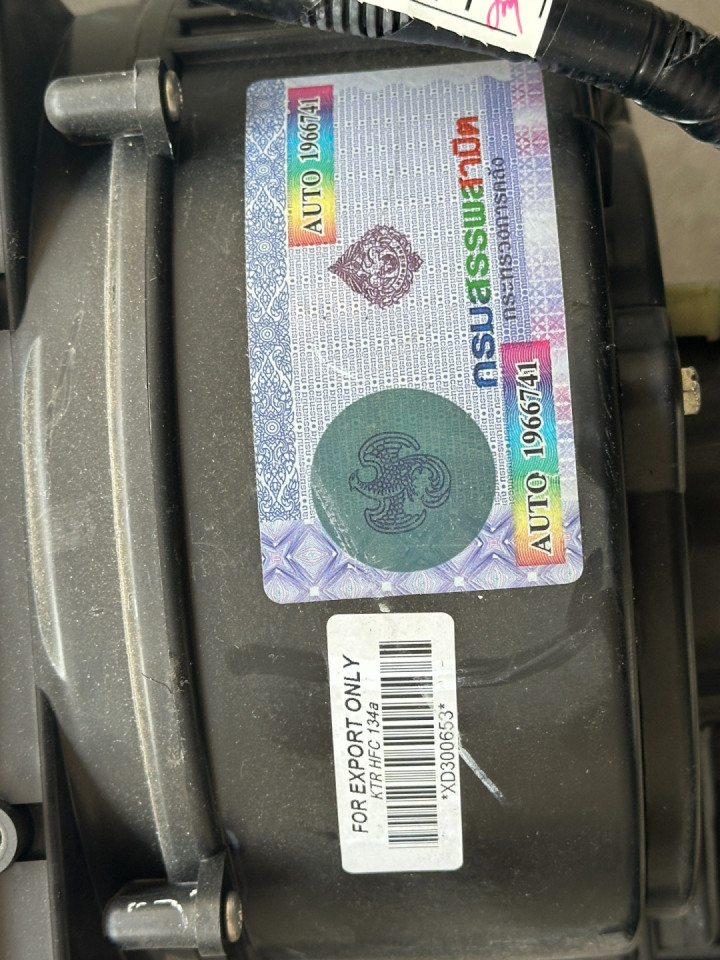 AUTO 1966741
กรมสรรพสามิต
กระทรวงการคลัง
AUTO 1966741
FOR EXPORT ONLY
KTR HFC 134a
*XD300653*